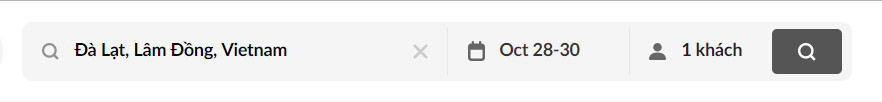 Đà Lạt, Lâm Đồng, Vietnam Oct 28-30 1 khách